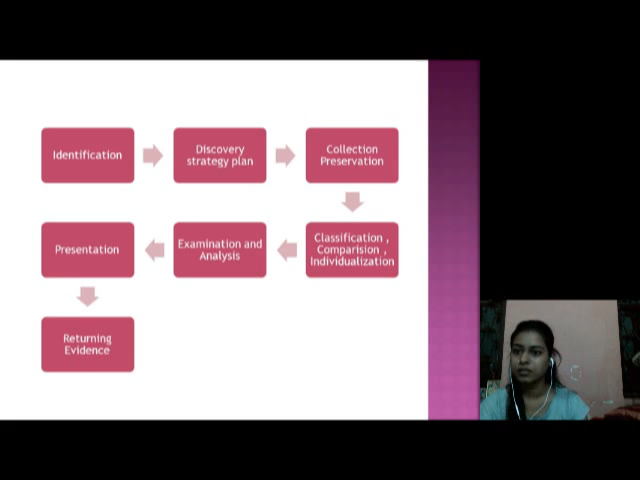 Identification
Discovery
strategy plan
Collection
Preservation
Classification ,
Comparision ,
Individualization
Examination and
Analysis
Presentation
Returning
Evidence